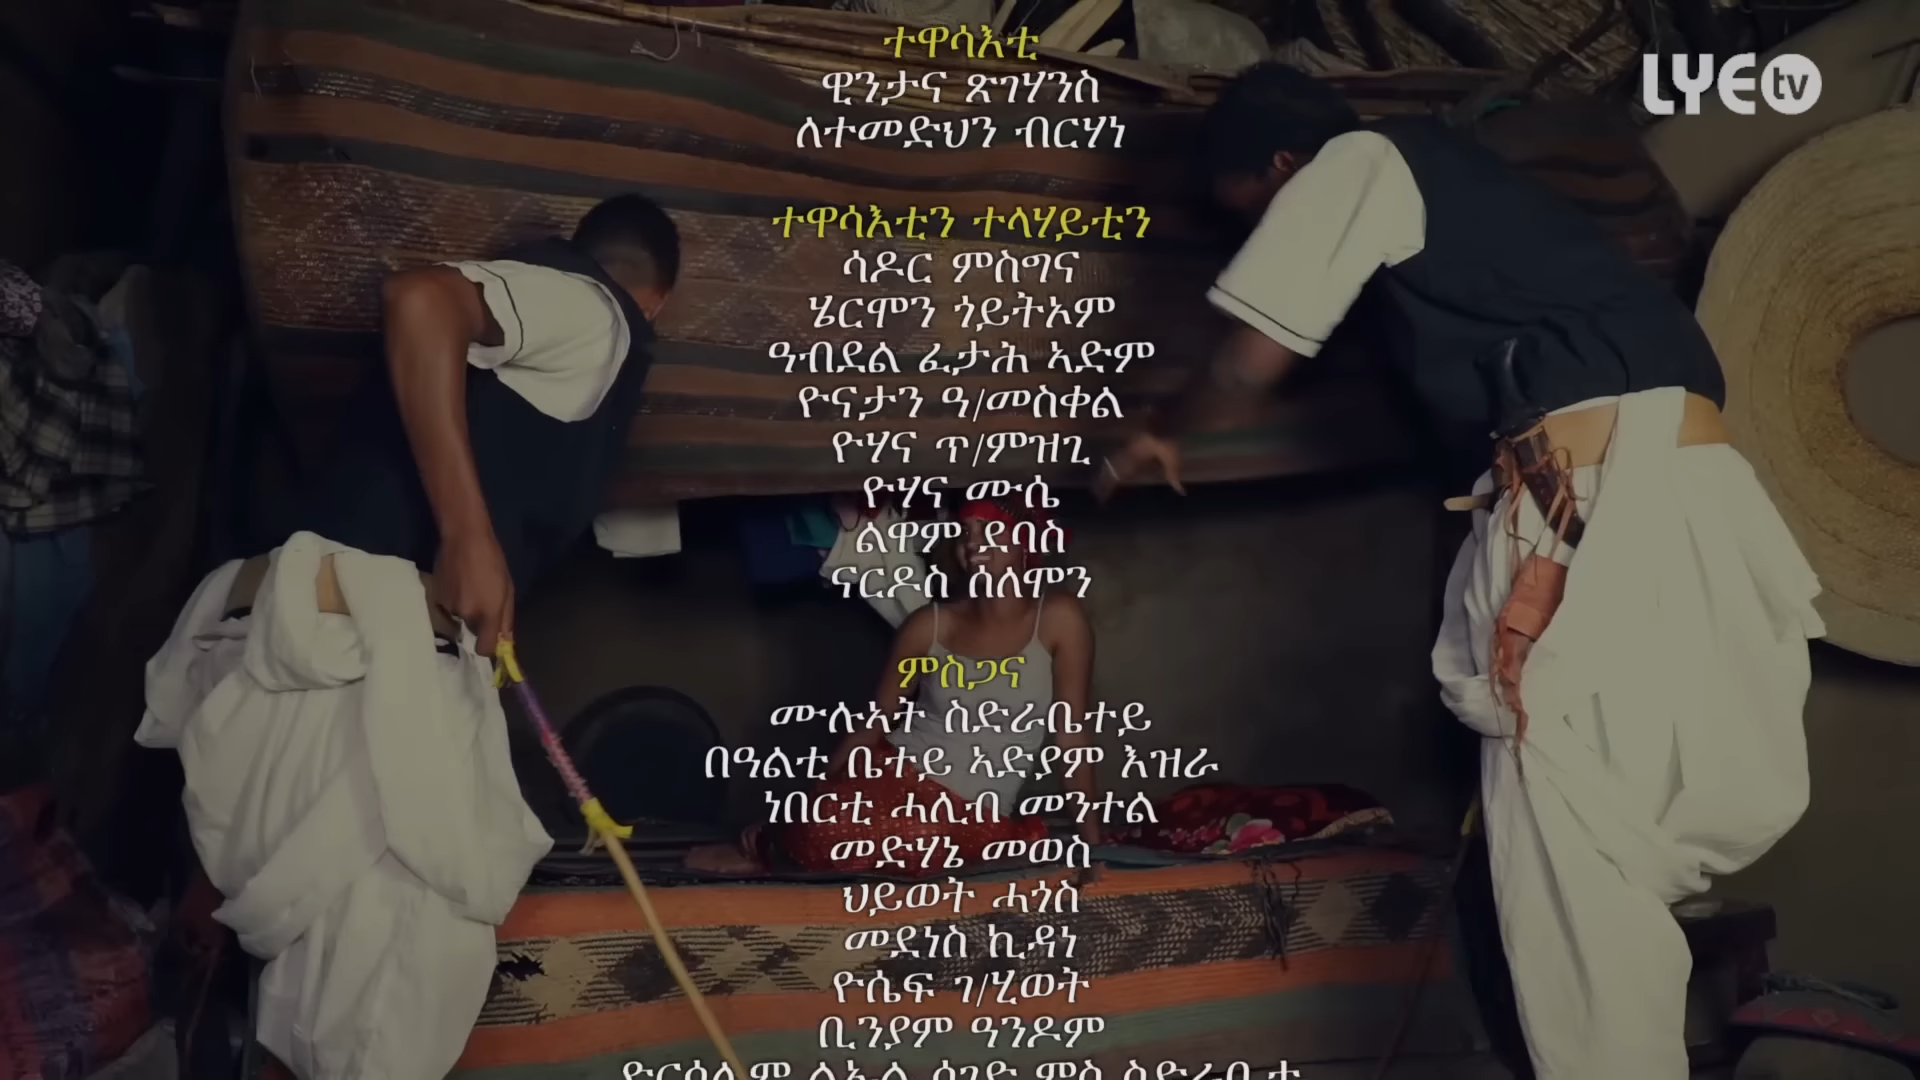 ተዋሳእቲ
ዊንታና ጽገሃንስ
ለተመድህን ብርሃነ
LYE tv
ተዋሳእቲን ተላሃይቲን
ሳዶር ምስግና
ሄርሞን ጎይትኦም
ዓብደል ፈታሕ ኣድም
ዮናታን ዓ/መስቀል
ዮሃና ጥ/ምዝጊ
ዮሃና ሙሴ
ልዋም ደባስ
ናርዶስ ሰለሞን
ምስጋና
ሙሉኣት ስድራቤተይ
በዓልቲ ቤተይ ኣድያም እዝራ
ነበርቲ ሓሊብ መንተል
መድሃኔ መወስ
ህይወት ሓጎስ
መደነስ ኪዳነ
ዮሴፍ ገ/ሂወት
ቢንያም ዓንዶም